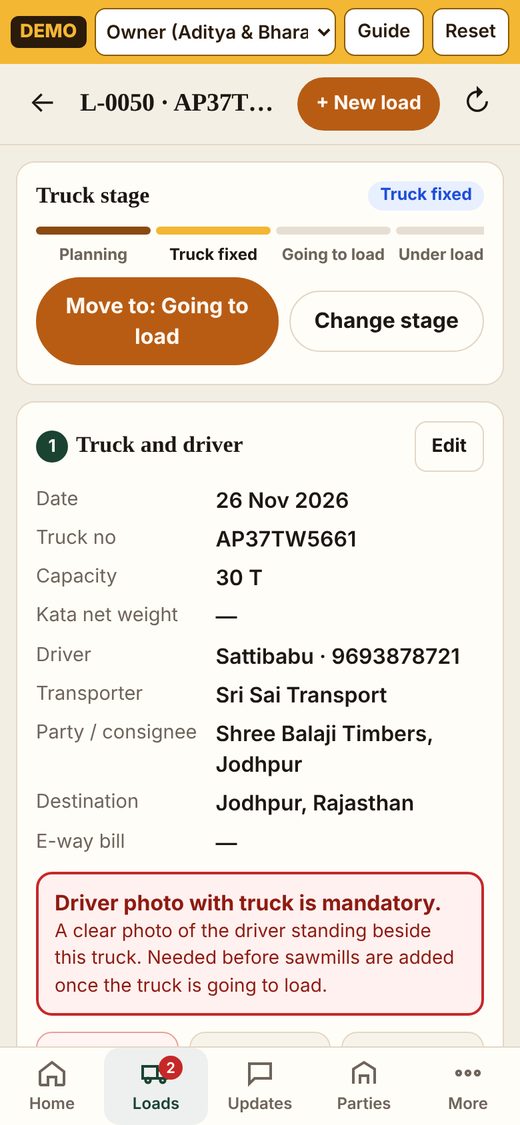 DEMO
Owner (Aditya & Bhara
Guide
Reset
L-0050 · AP37T…
+ New load
Truck stage
Truck fixed
Planning
Truck fixed
Going to load
Under load
Move to: Going to
load
Change stage
1
Truck and driver
Edit
Date
26 Nov 2026
Truck no
AP37TW5661
Capacity
30 T
Kata net weight
—
Driver
Sattibabu · 9693878721
Transporter
Sri Sai Transport
Party / consignee
Shree Balaji Timbers,
Jodhpur
Destination
Jodhpur, Rajasthan
E-way bill
—
Driver photo with truck is mandatory.
A clear photo of the driver standing beside
this truck. Needed before sawmills are added
once the truck is going to load.
2
Home
Loads
Updates
Parties
More